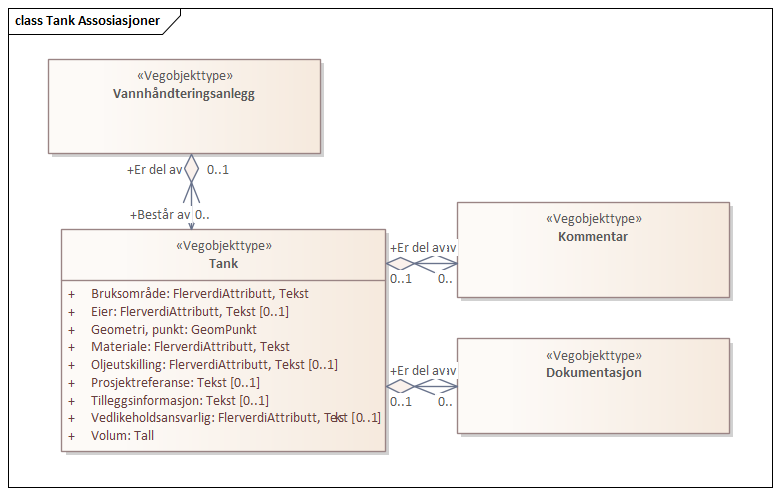 class Tank Assosiasjoner
«Vegobjekttype»
Vannhåndteringsanlegg
+Er del av 0..1
+Består av 0..
«Vegobjekttype»
Tank
+ Bruksområde: FlerverdiAttributt, Tekst
+ Eier: FlerverdiAttributt, Tekst [0..1]
+ Geometri, punkt: GeomPunkt
+ Materiale: FlerverdiAttributt, Tekst
+ Oljeutskilling: FlerverdiAttributt, Tekst [0..1]
+ Prosjektreferanse: Tekst [0..1]
+ Tilleggsinformasjon: Tekst [0..1]
+ Vedlikeholdsansvarlig: FlerverdiAttributt, Tekst [0..1]
+ Volum: Tall
+Er del av
0..1 0..
«Vegobjekttype»
Kommentar
+Er del av
0..1 0..
«Vegobjekttype»
Dokumentasjon